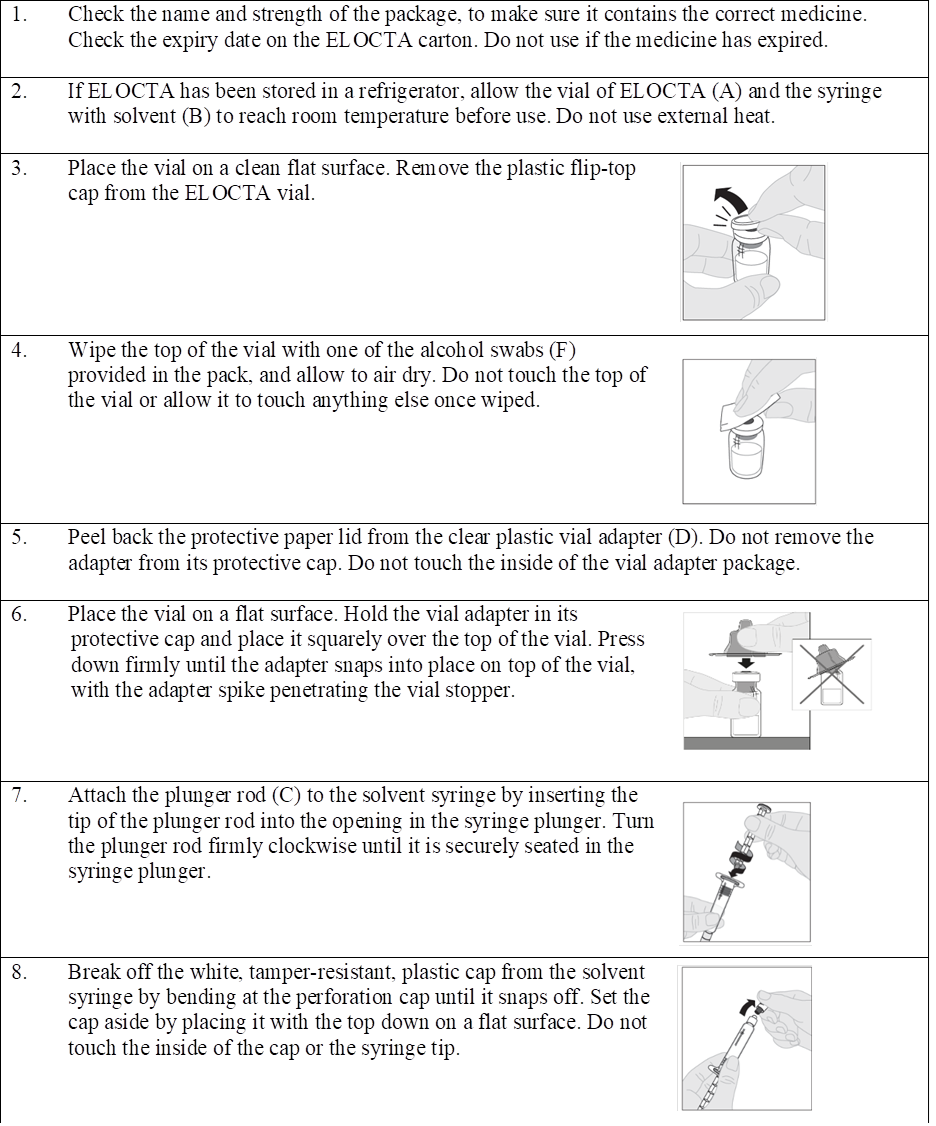 1. Check the name and strength of the package, to make sure it contains the correct medicine.
Check the expiry date on the ELOCTA carton. Do not use if the medicine has expired.
2. If ELOCTA has been stored in a refrigerator, allow the vial of ELOCTA (A) and the syringe
with solvent (B) to reach room temperature before use. Do not use external heat.
3. Place the vial on a clean flat surface. Remove the plastic flip-top
cap from the ELOCTA vial.
4. Wipe the top of the vial with one of the alcohol swabs (F)
provided in the pack, and allow to air dry. Do not touch the top of
the vial or allow it to touch anything else once wiped.
5. Peel back the protective paper lid from the clear plastic vial adapter (D). Do not remove the
adapter from its protective cap. Do not touch the inside of the vial adapter package.
6. Place the vial on a flat surface. Hold the vial adapter in its
protective cap and place it squarely over the top of the vial. Press
down firmly until the adapter snaps into place on top of the vial,
with the adapter spike penetrating the vial stopper.
7. Attach the plunger rod (C) to the solvent syringe by inserting the
tip of the plunger rod into the opening in the syringe plunger. Turn
the plunger rod firmly clockwise until it is securely seated in the
syringe plunger.
8. Break off the white, tamper-resistant, plastic cap from the solvent
syringe by bending at the perforation cap until it snaps off. Set the
cap aside by placing it with the top down on a flat surface. Do not
touch the inside of the cap or the syringe tip.